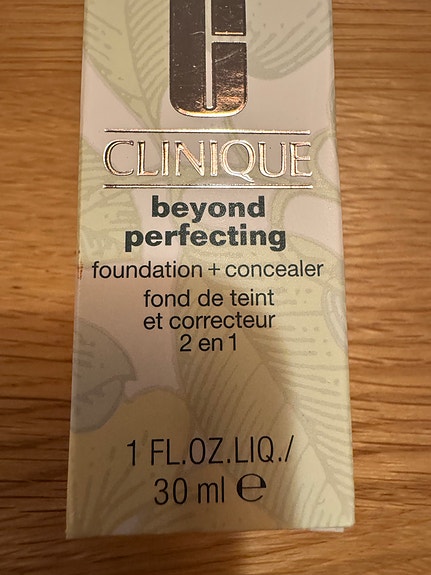 CLINIQUE
beyond
perfecting
foundation + concealer
fond de teint
et correcteur
2 en 1
1 FL.OZ.LIQ./
30 ml ℮